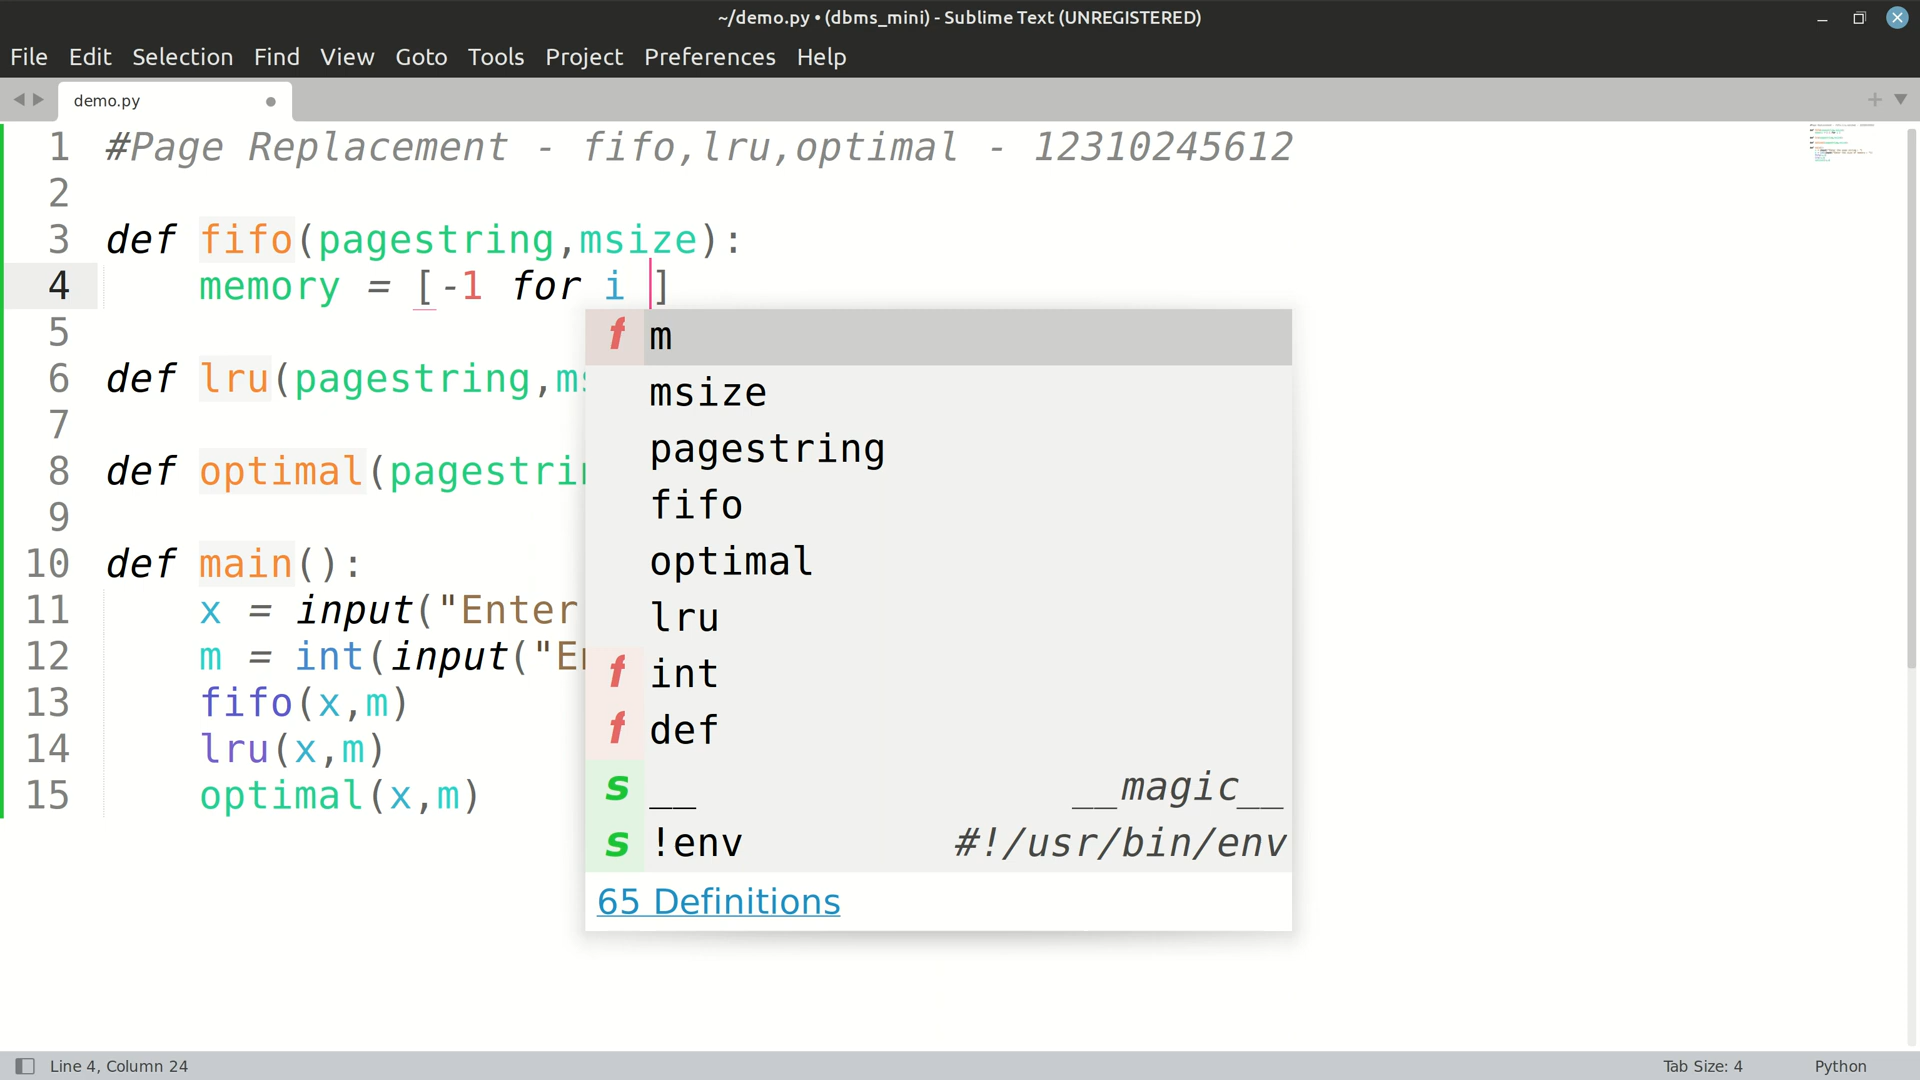 ~/demo.py • (dbms_mini) - Sublime Text (UNREGISTERED)
File Edit Selection Find View Goto Tools Project Preferences Help
demo.py
1 #Page Replacement - fifo,lru,optimal - 12310245612
2
3 def fifo(pagestring,msize):
4 memory = [-1 for i ]
5
6 def lru(pagestring,ms
7
8 def optimal(pagestrin
9
10 def main():
11 x = input("Enter
12 m = int(input("En
13 fifo(x,m)
14 lru(x,m)
15 optimal(x,m)
f m
msize
pagestring
fifo
optimal
lru
f int
f def
s __ __magic__
s !env #!/usr/bin/env
65 Definitions
Line 4, Column 24
Tab Size: 4
Python